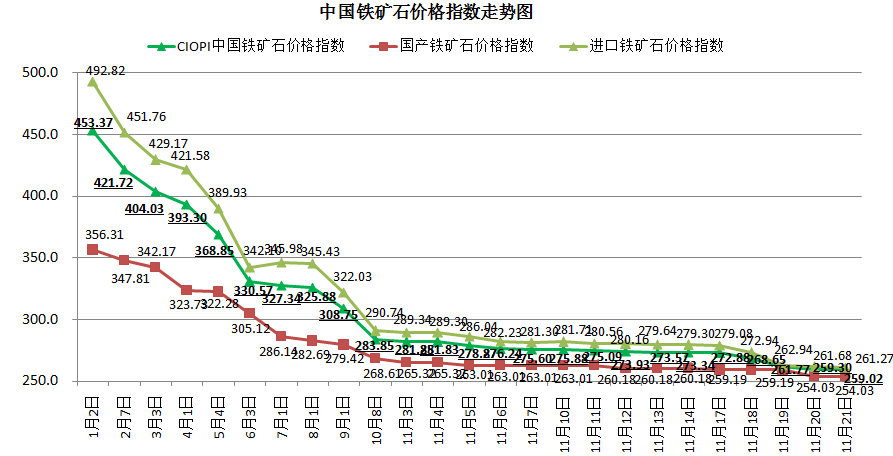 中国铁矿石价格指数走势图
CIOPI中国铁矿石价格指数 国产铁矿石价格指数 进口铁矿石价格指数
500.0
450.0
400.0
350.0
300.0
250.0
492.82 451.76 429.17 421.58 389.93 342.16 345.98 345.43 322.03 290.74 289.34 289.30 286.04 282.23 281.30 281.71 280.56 280.16 279.64 279.30 279.08 272.94 262.94 261.68 261.27
453.37 421.72 404.03 393.30 368.85 330.57 327.34 325.88 308.75 283.85 281.83 276.24 275.60 275.88 275.09 273.93 273.57 273.34 272.88 268.65 261.77 259.30 259.02
356.31 347.81 342.17 323.73 322.28 305.12 286.14 282.69 279.42 268.61 263.01 263.01 263.01 263.01 260.18 260.18 260.18 259.19 259.19 254.03 254.03
1月2日 2月7日 3月3日 4月1日 5月4日 6月3日 7月1日 8月1日 9月1日 10月8日 11月3日 11月4日 11月5日 11月6日 11月7日 11月10日 11月11日 11月12日 11月13日 11月14日 11月17日 11月18日 11月19日 11月20日 11月21日